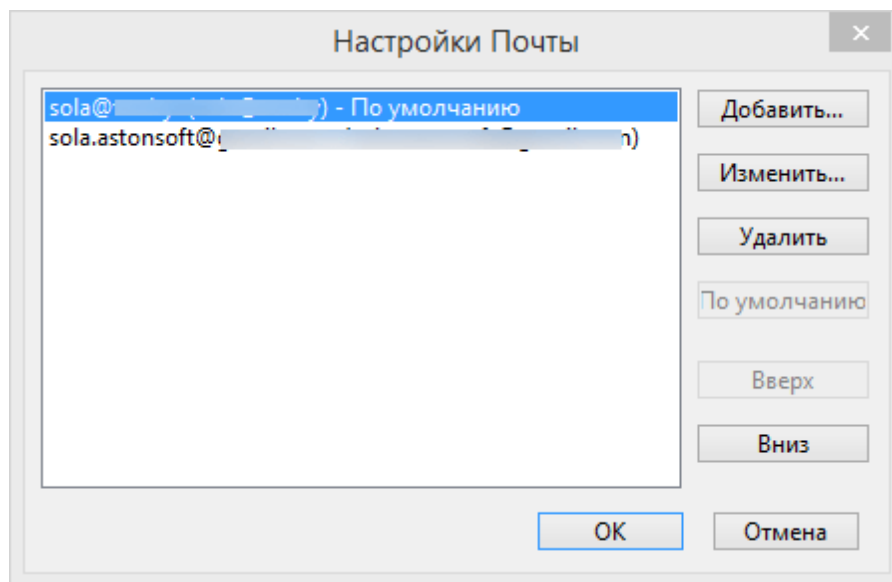 Настройки Почты
sola@ - По умолчанию
sola.astonsoft@
Добавить...
Изменить...
Удалить
По умолчанию
Вверх
Вниз
OK
Отмена